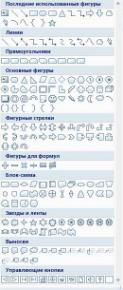 Последние использованные фигуры
Линии
Прямоугольники
Основные фигуры
Фигурные стрелки
Фигуры для формул
Блок-схема
Звезды и ленты
Выноски
Управляющие кнопки